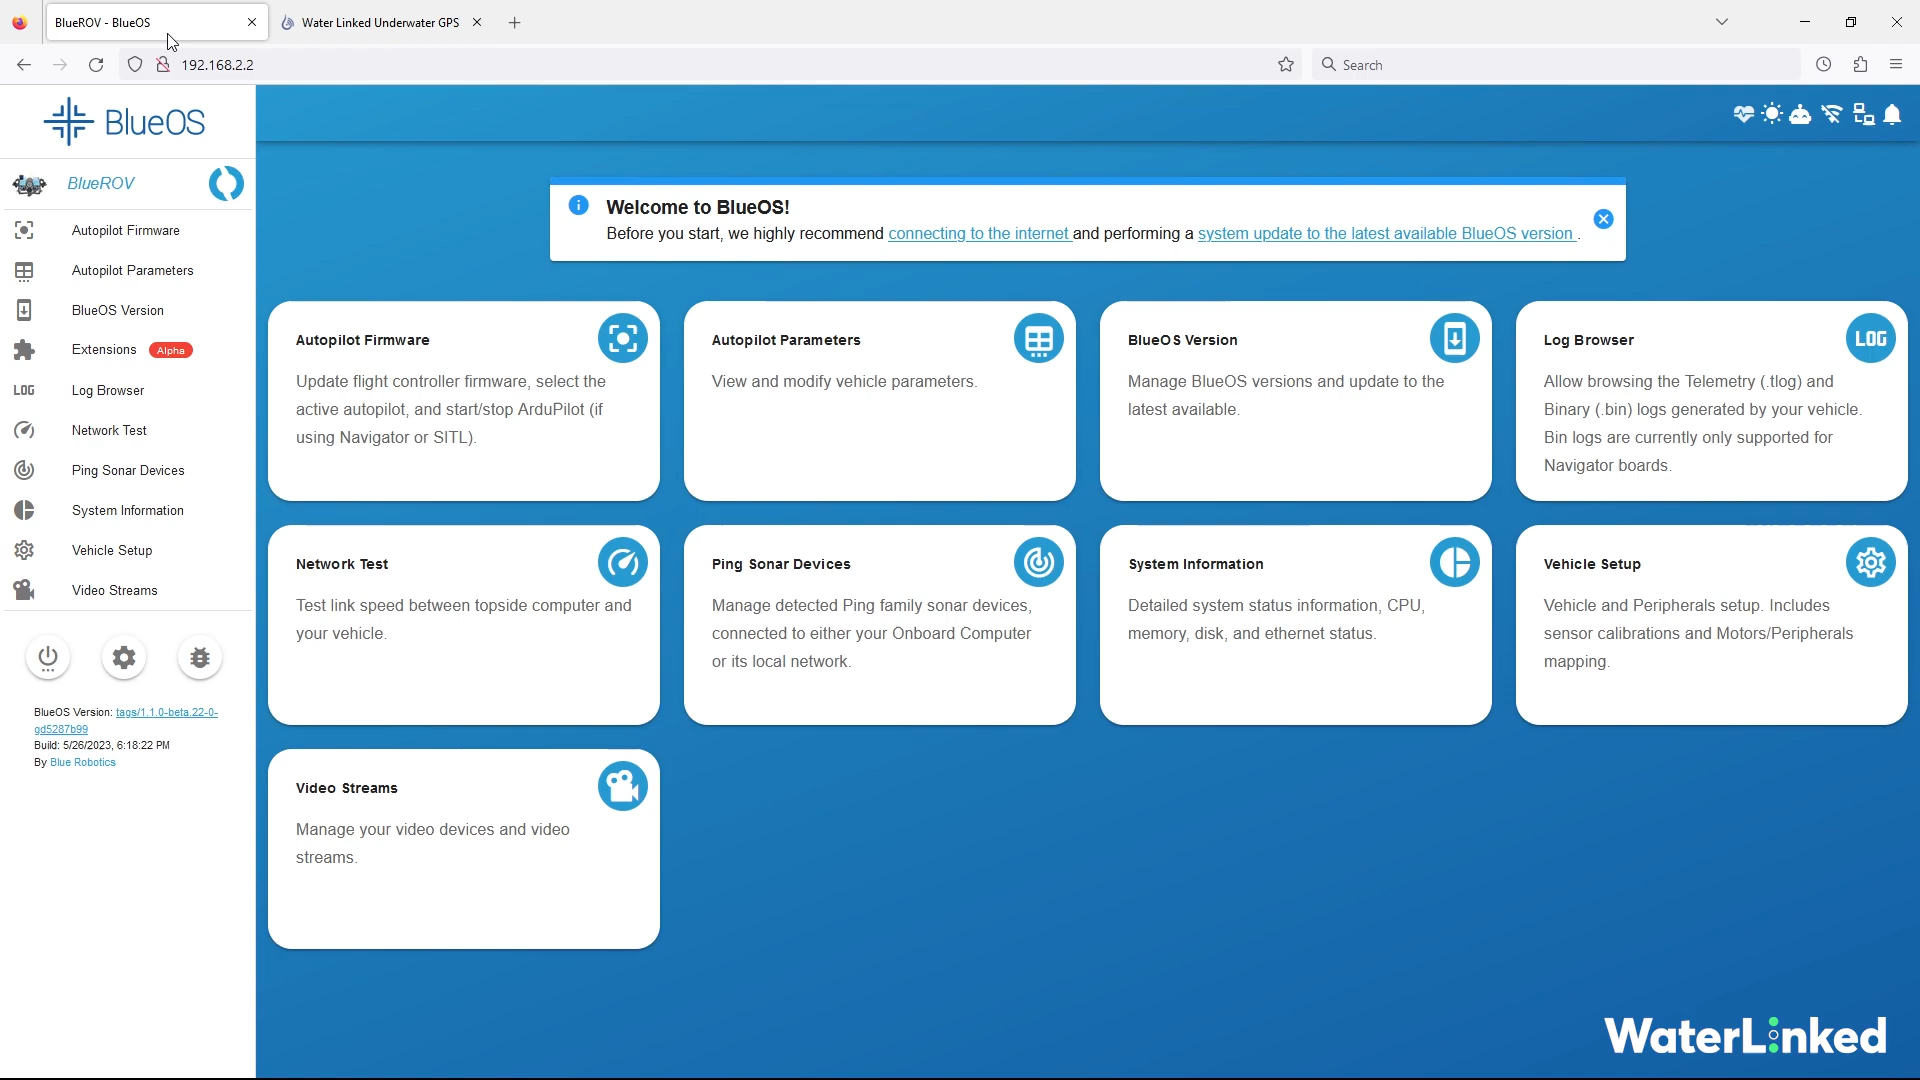 BlueROV - BlueOS
Water Linked Underwater GPS
192.168.2.2
Search
BlueOS
BlueROV
Autopilot Firmware
Autopilot Parameters
BlueOS Version
Extensions Alpha
LOG Log Browser
Network Test
Ping Sonar Devices
System Information
Vehicle Setup
Video Streams
BlueOS Version: tags/1.1.0-beta.22-0-
gd5287b99
Build: 5/26/2023, 6:18:22 PM
By Blue Robotics
Welcome to BlueOS!
Before you start, we highly recommend connecting to the internet and performing a system update to the latest available BlueOS version .
Autopilot Firmware
Update flight controller firmware, select the
active autopilot, and start/stop ArduPilot (if
using Navigator or SITL).
Autopilot Parameters
View and modify vehicle parameters.
BlueOS Version
Manage BlueOS versions and update to the
latest available.
Log Browser
LOG
Allow browsing the Telemetry (.tlog) and
Binary (.bin) logs generated by your vehicle.
Bin logs are currently only supported for
Navigator boards.
Network Test
Test link speed between topside computer and
your vehicle.
Ping Sonar Devices
Manage detected Ping family sonar devices,
connected to either your Onboard Computer
or its local network.
System Information
Detailed system status information, CPU,
memory, disk, and ethernet status.
Vehicle Setup
Vehicle and Peripherals setup. Includes
sensor calibrations and Motors/Peripherals
mapping.
Video Streams
Manage your video devices and video
streams.
WaterLinked